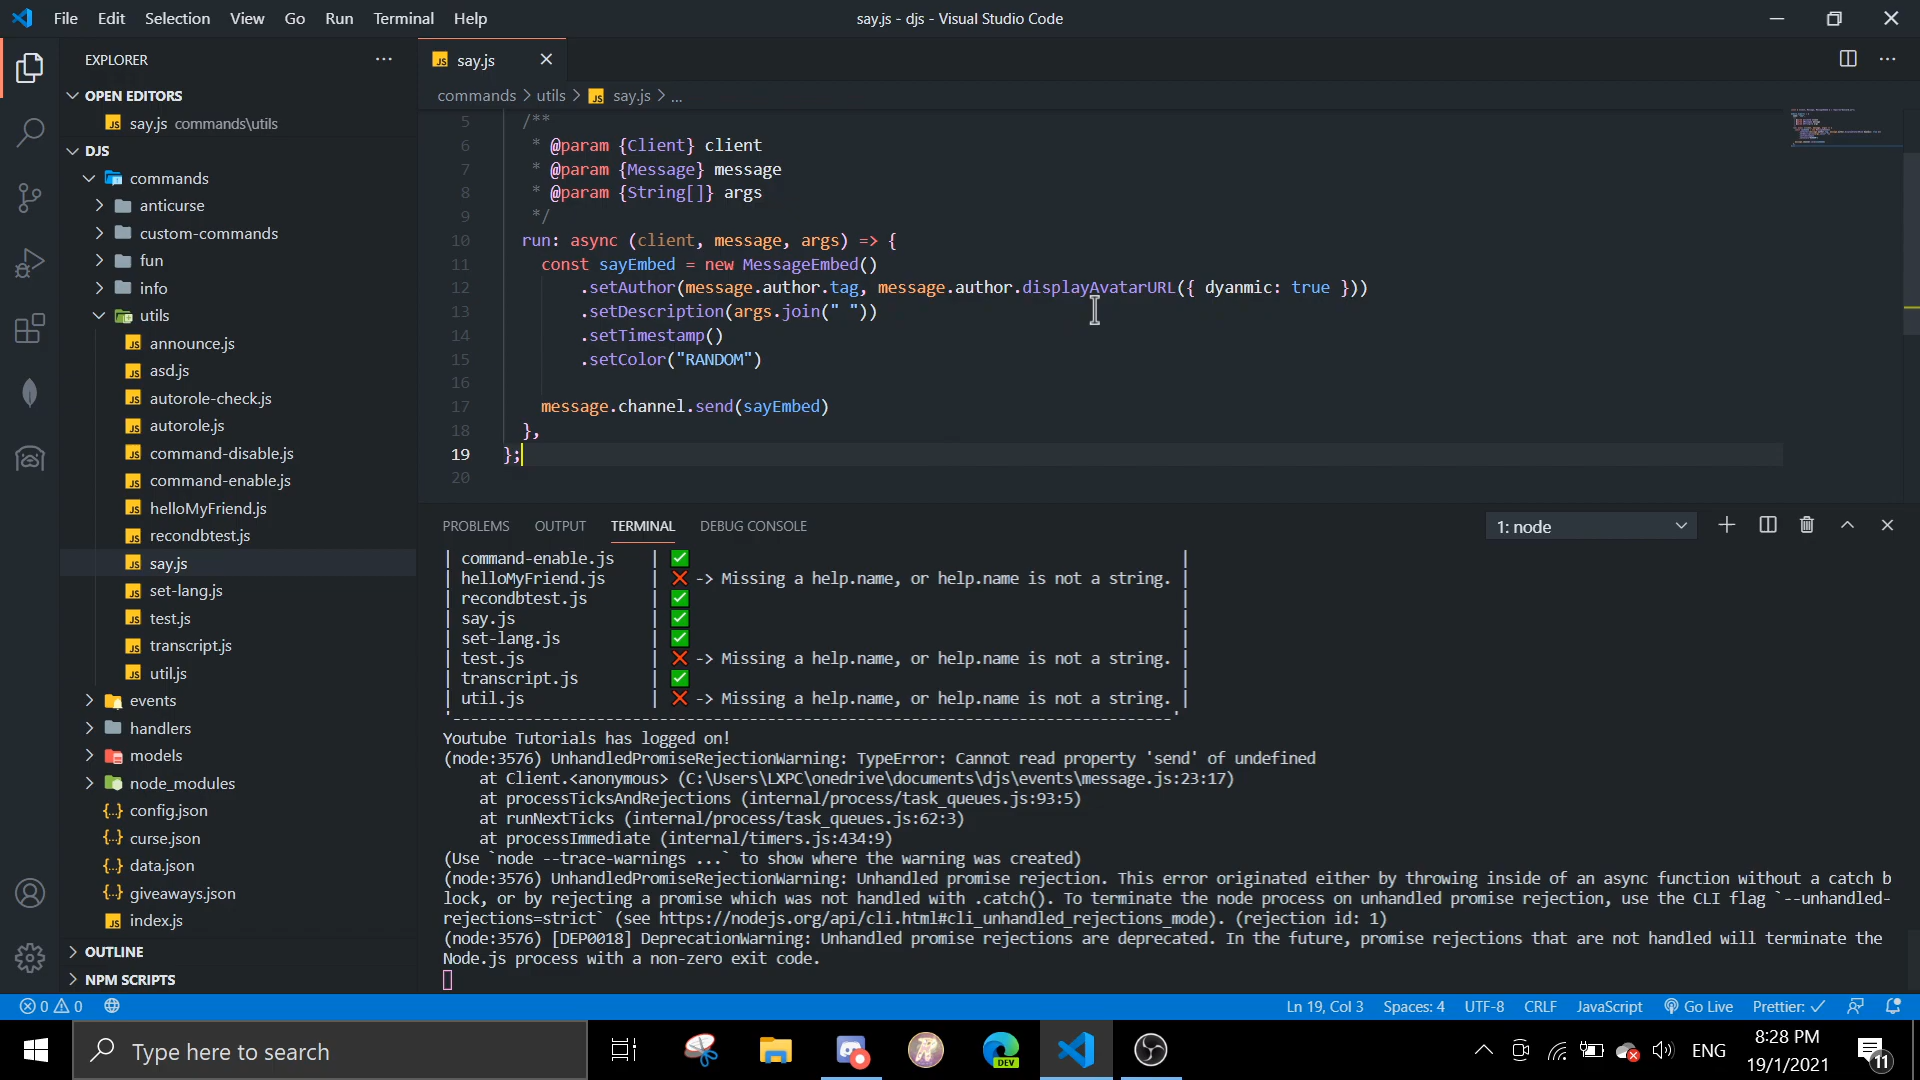 File Edit Selection View Go Run Terminal Help
say.js - djs - Visual Studio Code
EXPLORER
OPEN EDITORS
say.js commands\utils
DJS
commands
anticurse
custom-commands
fun
info
utils
announce.js
asd.js
autorole-check.js
autorole.js
command-disable.js
command-enable.js
helloMyFriend.js
recondbtest.js
say.js
set-lang.js
test.js
transcript.js
util.js
events
handlers
models
node_modules
config.json
curse.json
data.json
giveaways.json
index.js
OUTLINE
NPM SCRIPTS
say.js
commands > utils > say.js > ...
5 /**
6 * @param {Client} client
7 * @param {Message} message
8 * @param {String[]} args
9 */
10 run: async (client, message, args) => {
11 const sayEmbed = new MessageEmbed()
12 .setAuthor(message.author.tag, message.author.displayAvatarURL({ dyanmic: true }))
13 .setDescription(args.join(" "))
14 .setTimestamp()
15 .setColor("RANDOM")
16
17 message.channel.send(sayEmbed)
18 },
19 };
20
PROBLEMS OUTPUT TERMINAL DEBUG CONSOLE
1: node
| command-enable.js | ✅ |
| helloMyFriend.js | ❌ -> Missing a help.name, or help.name is not a string. |
| recondbtest.js | ✅ |
| say.js | ✅ |
| set-lang.js | ✅ |
| test.js | ❌ -> Missing a help.name, or help.name is not a string. |
| transcript.js | ✅ |
| util.js | ❌ -> Missing a help.name, or help.name is not a string. |
'--------------------------------------------------------------------------------'
Youtube Tutorials has logged on!
(node:3576) UnhandledPromiseRejectionWarning: TypeError: Cannot read property 'send' of undefined
at Client.<anonymous> (C:\Users\LXPC\onedrive\documents\djs\events\message.js:23:17)
at processTicksAndRejections (internal/process/task_queues.js:93:5)
at runNextTicks (internal/process/task_queues.js:62:3)
at processImmediate (internal/timers.js:434:9)
(Use `node --trace-warnings ...` to show where the warning was created)
(node:3576) UnhandledPromiseRejectionWarning: Unhandled promise rejection. This error originated either by throwing inside of an async function without a catch b
lock, or by rejecting a promise which was not handled with .catch(). To terminate the node process on unhandled promise rejection, use the CLI flag `--unhandled-
rejections=strict` (see https://nodejs.org/api/cli.html#cli_unhandled_rejections_mode). (rejection id: 1)
(node:3576) [DEP0018] DeprecationWarning: Unhandled promise rejections are deprecated. In the future, promise rejections that are not handled will terminate the
Node.js process with a non-zero exit code.
0 0
Ln 19, Col 3 Spaces: 4 UTF-8 CRLF JavaScript Go Live Prettier: ✓
Type here to search
DEV
ENG
8:28 PM
19/1/2021
11